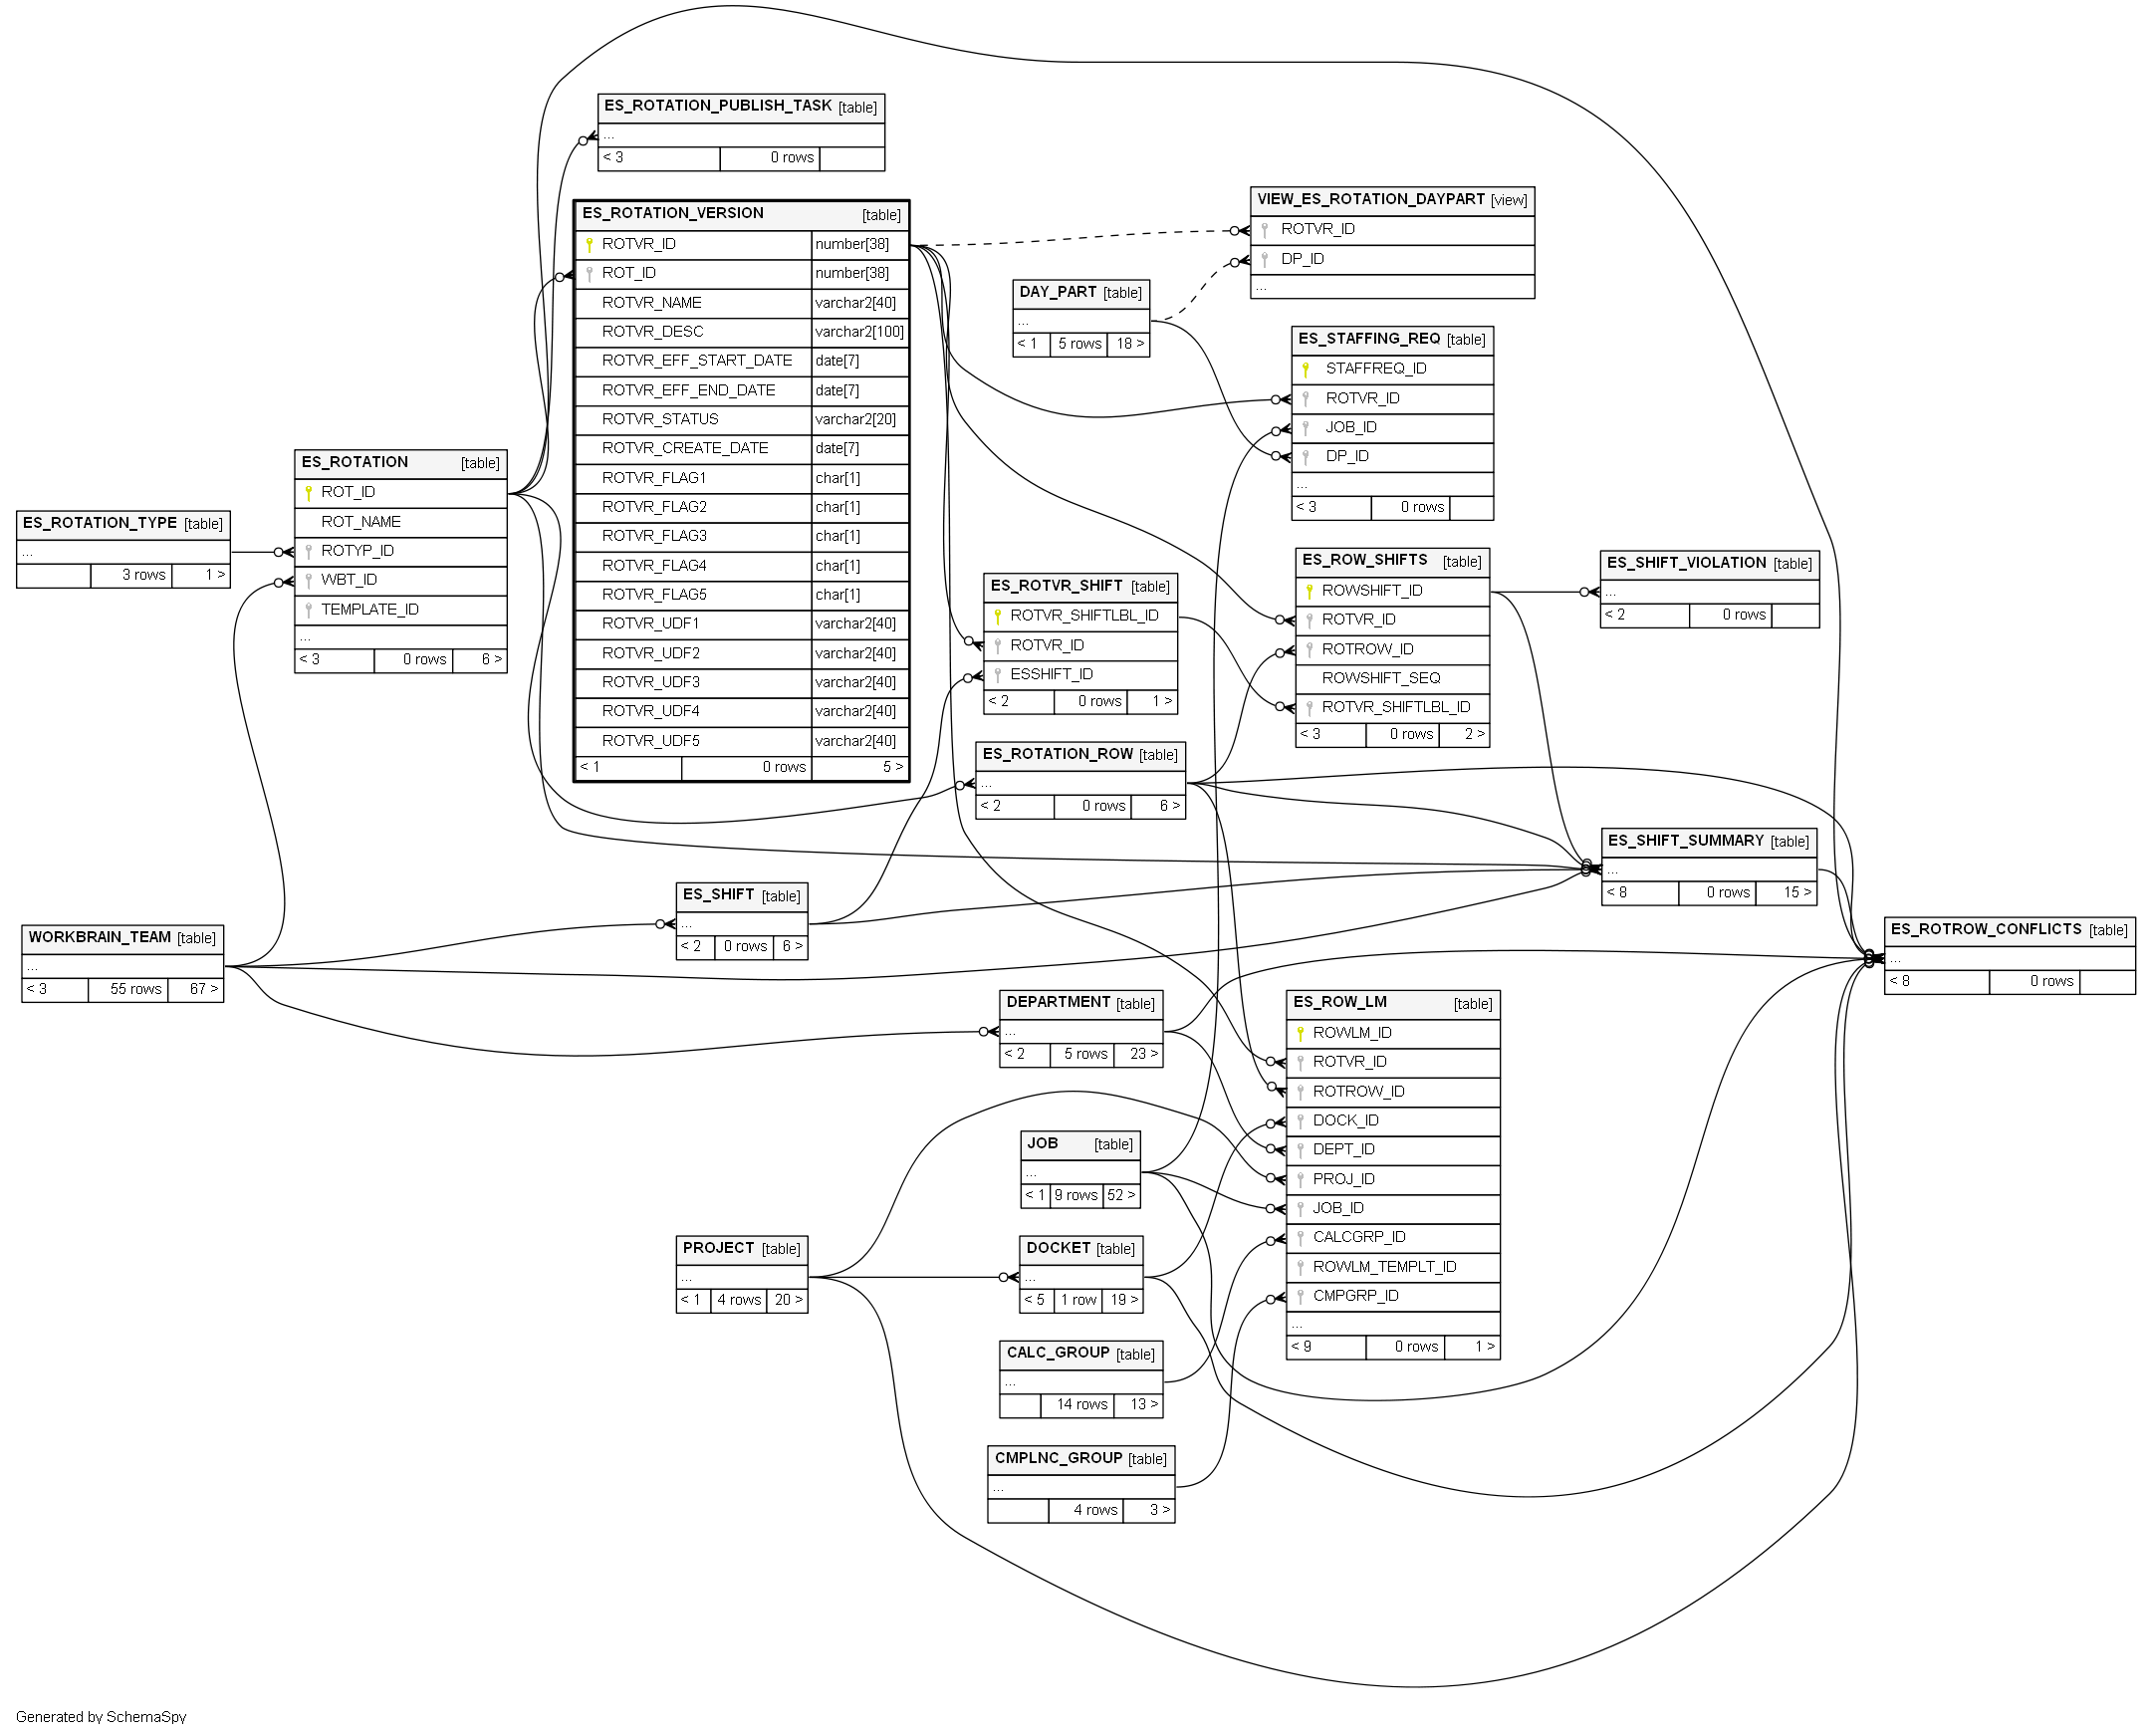 ES_ROTATION_PUBLISH_TASK [table]
...
< 3 0 rows
ES_ROTATION_VERSION [table]
ROTVR_ID number[38]
ROT_ID number[38]
ROTVR_NAME varchar2[40]
ROTVR_DESC varchar2[100]
ROTVR_EFF_START_DATE date[7]
ROTVR_EFF_END_DATE date[7]
ROTVR_STATUS varchar2[20]
ROTVR_CREATE_DATE date[7]
ROTVR_FLAG1 char[1]
ROTVR_FLAG2 char[1]
ROTVR_FLAG3 char[1]
ROTVR_FLAG4 char[1]
ROTVR_FLAG5 char[1]
ROTVR_UDF1 varchar2[40]
ROTVR_UDF2 varchar2[40]
ROTVR_UDF3 varchar2[40]
ROTVR_UDF4 varchar2[40]
ROTVR_UDF5 varchar2[40]
< 1 0 rows 5 >
VIEW_ES_ROTATION_DAYPART [view]
ROTVR_ID
DP_ID
...
DAY_PART [table]
...
< 1 5 rows 18 >
ES_STAFFING_REQ [table]
STAFFREQ_ID
ROTVR_ID
JOB_ID
DP_ID
...
< 3 0 rows
ES_ROTATION [table]
ROT_ID
ROT_NAME
ROTYP_ID
WBT_ID
TEMPLATE_ID
...
< 3 0 rows 6 >
ES_ROTATION_TYPE [table]
...
3 rows 1 >
ES_ROTVR_SHIFT [table]
ROTVR_SHIFTLBL_ID
ROTVR_ID
ESSHIFT_ID
< 2 0 rows 1 >
ES_ROW_SHIFTS [table]
ROWSHIFT_ID
ROTVR_ID
ROTROW_ID
ROWSHIFT_SEQ
ROTVR_SHIFTLBL_ID
< 3 0 rows 2 >
ES_SHIFT_VIOLATION [table]
...
< 2 0 rows
ES_ROTATION_ROW [table]
...
< 2 0 rows 6 >
ES_SHIFT_SUMMARY [table]
...
< 8 0 rows 15 >
ES_SHIFT [table]
...
< 2 0 rows 6 >
WORKBRAIN_TEAM [table]
...
< 3 55 rows 67 >
ES_ROTROW_CONFLICTS [table]
...
< 8 0 rows
DEPARTMENT [table]
...
< 2 5 rows 23 >
ES_ROW_LM [table]
ROWLM_ID
ROTVR_ID
ROTROW_ID
DOCK_ID
DEPT_ID
PROJ_ID
JOB_ID
CALCGRP_ID
ROWLM_TEMPLT_ID
CMPGRP_ID
...
< 9 0 rows 1 >
JOB [table]
...
< 1 9 rows 52 >
PROJECT [table]
...
< 1 4 rows 20 >
DOCKET [table]
...
< 5 1 row 19 >
CALC_GROUP [table]
...
14 rows 13 >
CMPLNC_GROUP [table]
...
4 rows 3 >
Generated by SchemaSpy